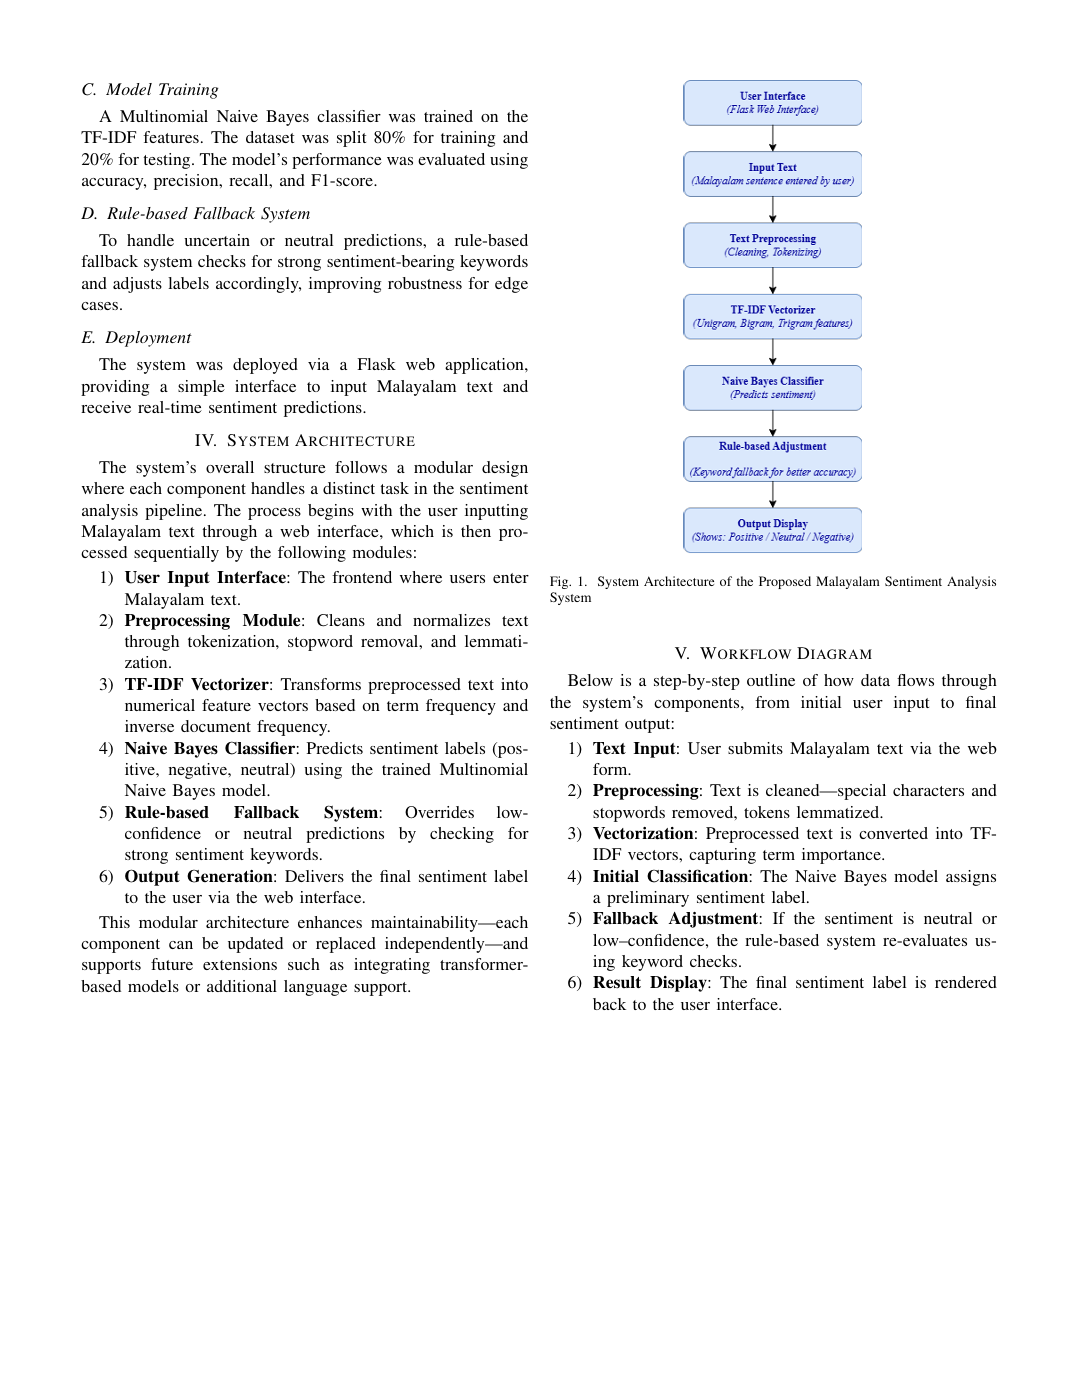 C. Model Training
A Multinomial Naive Bayes classifier was trained on the
TF-IDF features. The dataset was split 80% for training and
20% for testing. The model's performance was evaluated using
accuracy, precision, recall, and F1-score.
D. Rule-based Fallback System
To handle uncertain or neutral predictions, a rule-based
fallback system checks for strong sentiment-bearing keywords
and adjusts labels accordingly, improving robustness for edge
cases.
E. Deployment
The system was deployed via a Flask web application,
providing a simple interface to input Malayalam text and
receive real-time sentiment predictions.
IV. SYSTEM ARCHITECTURE
The system's overall structure follows a modular design
where each component handles a distinct task in the sentiment
analysis pipeline. The process begins with the user inputting
Malayalam text through a web interface, which is then pro-
cessed sequentially by the following modules:
1) User Input Interface: The frontend where users enter
Malayalam text.
2) Preprocessing Module: Cleans and normalizes text
through tokenization, stopword removal, and lemmati-
zation.
3) TF-IDF Vectorizer: Transforms preprocessed text into
numerical feature vectors based on term frequency and
inverse document frequency.
4) Naive Bayes Classifier: Predicts sentiment labels (pos-
itive, negative, neutral) using the trained Multinomial
Naive Bayes model.
5) Rule-based Fallback System: Overrides low-
confidence or neutral predictions by checking for
strong sentiment keywords.
6) Output Generation: Delivers the final sentiment label
to the user via the web interface.
This modular architecture enhances maintainability—each
component can be updated or replaced independently—and
supports future extensions such as integrating transformer-
based models or additional language support.
User Interface
(Flask Web Interface)
Input Text
(Malayalam sentence entered by user)
Text Preprocessing
(Cleaning, Tokenizing)
TF-IDF Vectorizer
(Unigram, Bigram, Trigram features)
Naive Bayes Classifier
(Predicts sentiment)
Rule-based Adjustment
(Keyword fallback for better accuracy)
Output Display
(Shows: Positive / Neutral / Negative)
Fig. 1. System Architecture of the Proposed Malayalam Sentiment Analysis
System
V. WORKFLOW DIAGRAM
Below is a step-by-step outline of how data flows through
the system's components, from initial user input to final
sentiment output:
1) Text Input: User submits Malayalam text via the web
form.
2) Preprocessing: Text is cleaned—special characters and
stopwords removed, tokens lemmatized.
3) Vectorization: Preprocessed text is converted into TF-
IDF vectors, capturing term importance.
4) Initial Classification: The Naive Bayes model assigns
a preliminary sentiment label.
5) Fallback Adjustment: If the sentiment is neutral or
low–confidence, the rule-based system re-evaluates us-
ing keyword checks.
6) Result Display: The final sentiment label is rendered
back to the user interface.